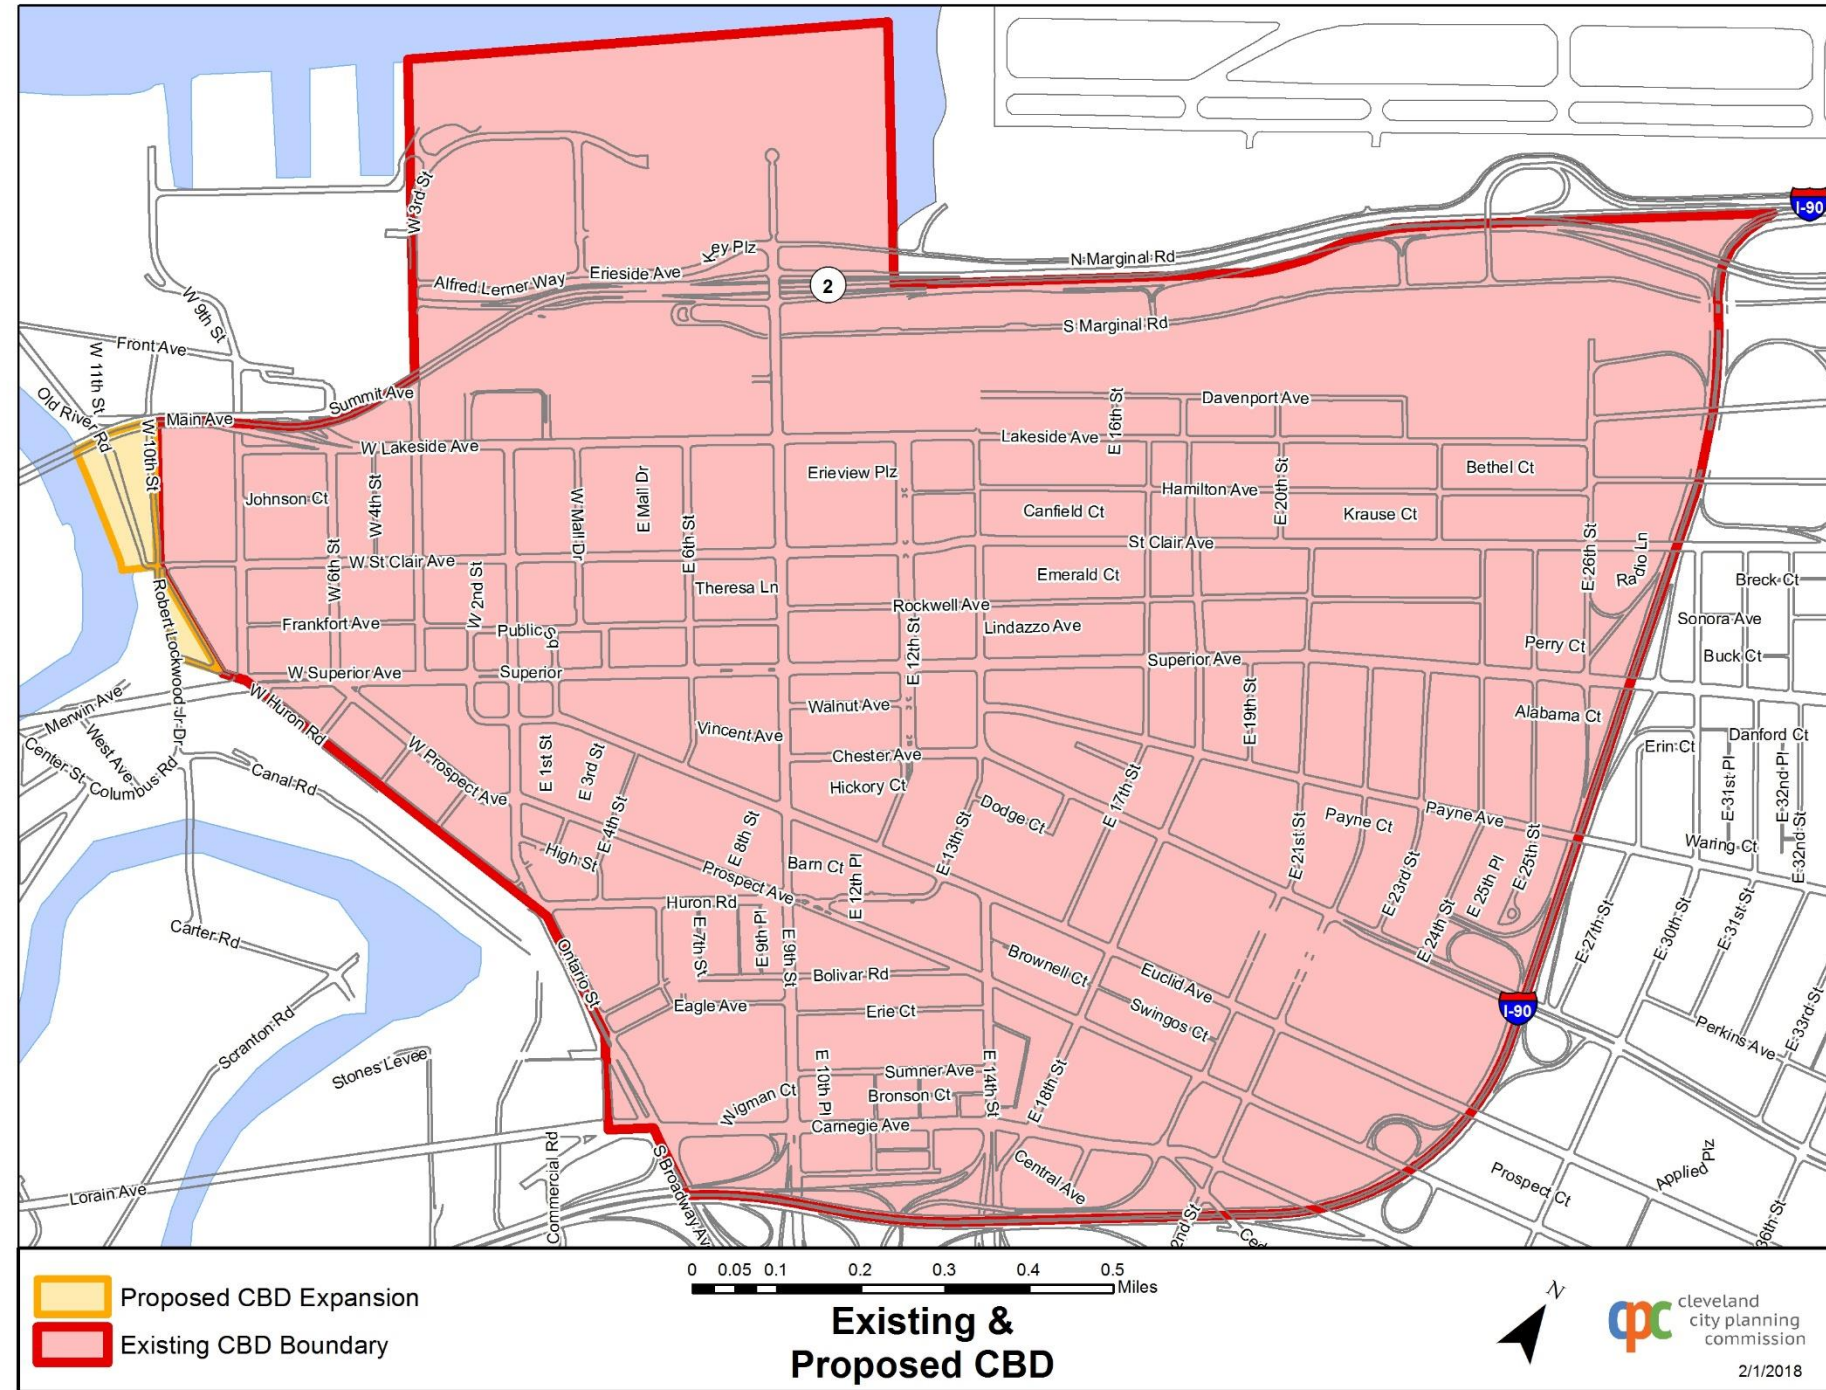 I-90
W 3rd St
Key Plz
N Marginal Rd
Alfred Lerner Way
Erieside Ave
2
W 9th St
S Marginal Rd
Front Ave
W 11th St
Old River Rd
Main Ave
Summit Ave
E 16th St
Davenport Ave
W 10th St
W Lakeside Ave
Lakeside Ave
Johnson Ct
W 4th St
W Mall Dr
E Mall Dr
Erieview Plz
Bethel Ct
Hamilton Ave
E 20th St
Canfield Ct
Krause Ct
E 6th St
St Clair Ave
W St Clair Ave
W 6th St
W 2nd St
Theresa Ln
Emerald Ct
E 26th St
Radio Ln
Breck Ct
Rockwell Ave
Robert Lockwood Jr Dr
Frankfort Ave
Public Sq
E 12th St
Lindazzo Ave
Sonora Ave
Perry Ct
Buck Ct
W Superior Ave
Superior
Superior Ave
Merwin Ave
W Huron Rd
Walnut Ave
E 19th St
Alabama Ct
West Ave
Center St
Columbus Rd
Canal Rd
W Prospect Ave
E 1st St
E 3rd St
Vincent Ave
Chester Ave
Erin Ct
Danford Ct
E 31st Pl
E 32nd Pl
E 32nd St
Hickory Ct
E 17th St
Dodge Ct
Payne Ct
Payne Ave
E 4th St
E 8th St
E 13th St
E 21st St
E 25th St
Waring Ct
High St
Barn Ct
E 12th Pl
Prospect Ave
E 23rd St
E 25th Pl
Huron Rd
E 7th St
E 9th Pl
E 9th St
E 24th St
E 27th St
E 30th St
E 31st St
Carter Rd
Ontario St
Bolivar Rd
Brownell Ct
Euclid Ave
Eagle Ave
Erie Ct
Swingos Ct
I-90
E 33rd St
Perkins Ave
Scranton Rd
Stones Levee
E 10th Pl
Sumner Ave
E 14th St
E 18th St
Wigman Ct
Bronson Ct
Carnegie Ave
Commercial Rd
S Broadway Av
Central Ave
Lorain Ave
Prospect Ct
Applied Plz
2nd St
Ced
36th St
Proposed CBD Expansion
Existing CBD Boundary
0 0.05 0.1 0.2 0.3 0.4 0.5
Miles
Existing &
Proposed CBD
N
cpc
cleveland
city planning
commission
2/1/2018